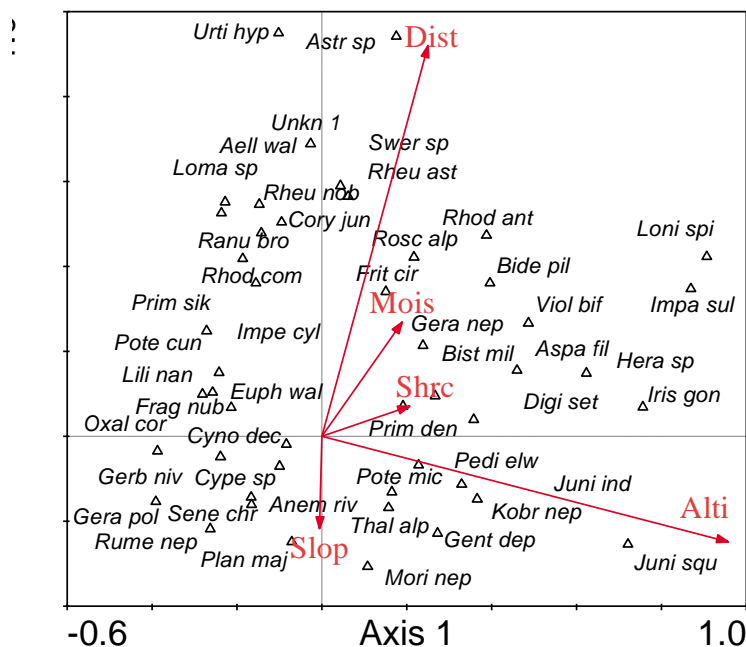 Urti hyp
Astr sp
Dist
Unkn 1
Aell wal
Swer sp
Loma sp
Rheu ast
Rheu nob
Cory jun
Rhod ant
Loni spi
Ranu bro
Rosc alp
Rhod com
Frit cir
Bide pil
Prim sik
Mois
Viol bif
Impa sul
Pote cun
Impe cyl
Gera nep
Bist mil
Aspa fil
Hera sp
Lili nan
Euph wal
Shrc
Iris gon
Frag nub
Digi set
Oxal cor
Cyno dec
Prim den
Gerb niv
Cype sp
Pote mic
Pedi elw
Juni ind
Gera pol
Sene chr
Anem riv
Kobr nep
Alti
Rume nep
Thal alp
Gent dep
Plan maj
Slop
Juni squ
Mori nep
-0.6
Axis 1
1.0